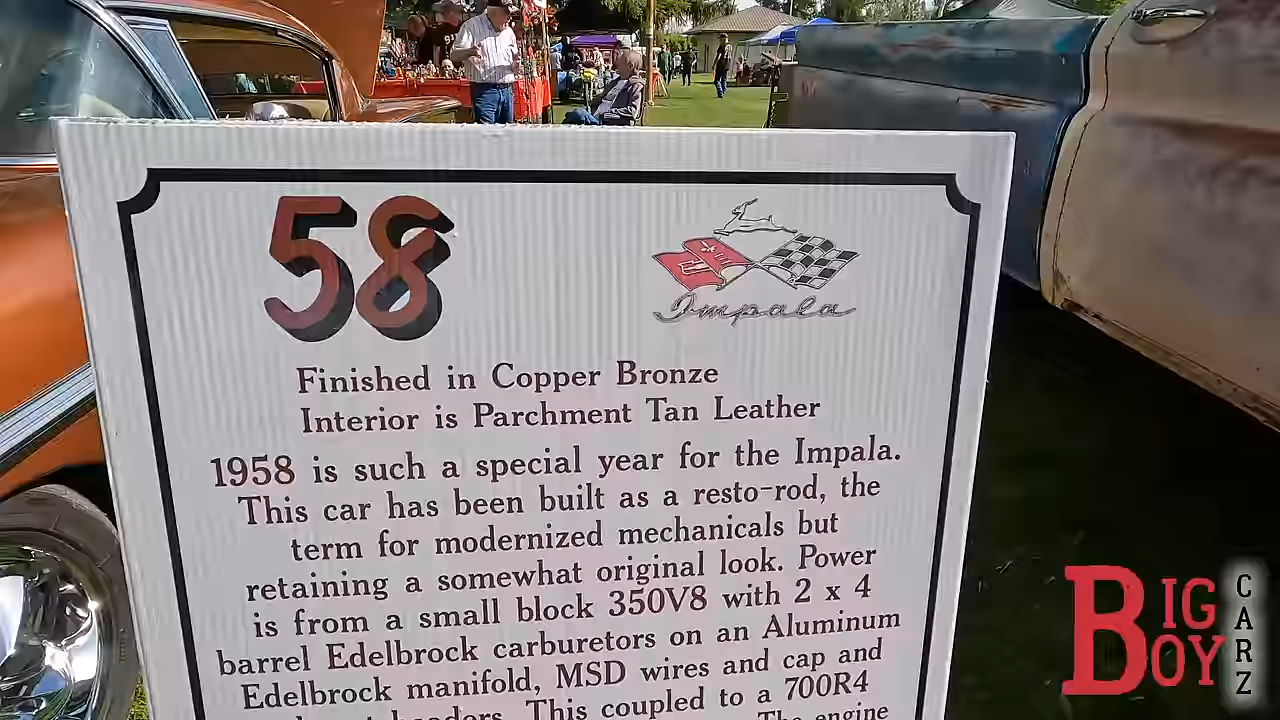 58
Impala
Finished in Copper Bronze
Interior is Parchment Tan Leather
1958 is such a special year for the Impala.
This car has been built as a resto-rod, the
term for modernized mechanicals but
retaining a somewhat original look. Power
is from a small block 350V8 with 2 x 4
barrel Edelbrock carburetors on an Aluminum
Edelbrock manifold, MSD wires and cap and
headers. This coupled to a 700R4
The engine
BIG BOY CARZ